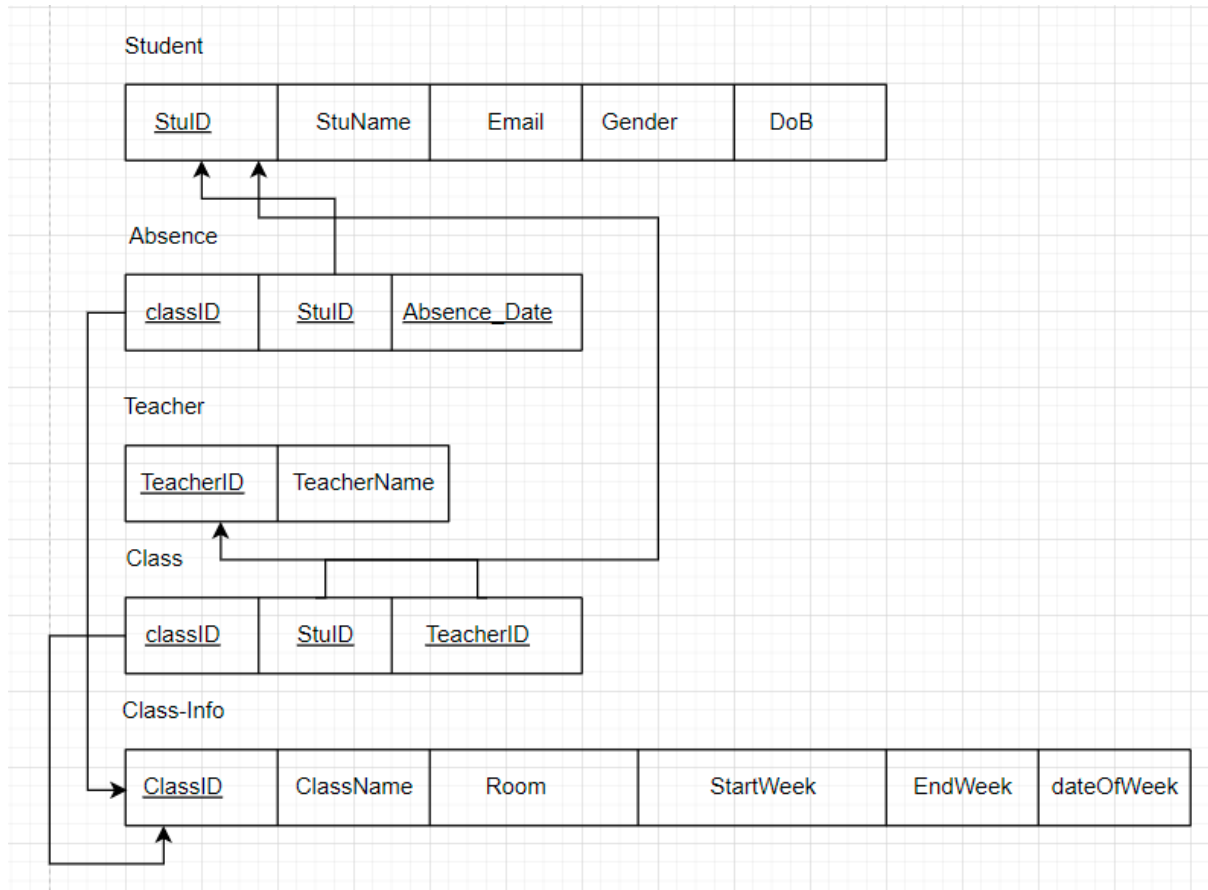 Student
StuID StuName Email Gender DoB
Absence
classID StuID Absence_Date
Teacher
TeacherID TeacherName
Class
classID StuID TeacherID
Class-Info
ClassID ClassName Room StartWeek EndWeek dateOfWeek